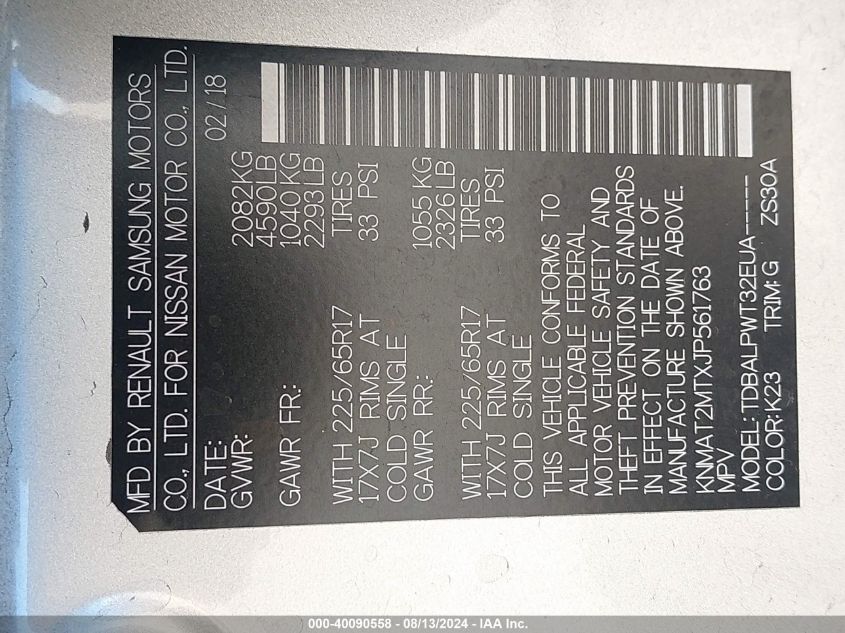 MFD BY RENAULT SAMSUNG MOTORS
CO., LTD. FOR NISSAN MOTOR CO., LTD.
DATE: 02/18
GVWR: 2082KG
4590LB
GAWR FR.: 1040KG
2293LB
WITH 225/65R17 TIRES
17X7J RIMS AT 33 PSI
COLD SINGLE
GAWR RR.: 1055KG
2326LB
WITH 225/65R17 TIRES
17X7J RIMS AT 33 PSI
COLD SINGLE
THIS VEHICLE CONFORMS TO
ALL APPLICABLE FEDERAL
MOTOR VEHICLE SAFETY AND
THEFT PREVENTION STANDARDS
IN EFFECT ON THE DATE OF
MANUFACTURE SHOWN ABOVE.
KNMAT2MTXJP561763
MPV
MODEL: TDBALPWT32EUA-----
COLOR: K23 TRIM: G ZS30A
000-40090558 - 08/13/2024 - IAA Inc.